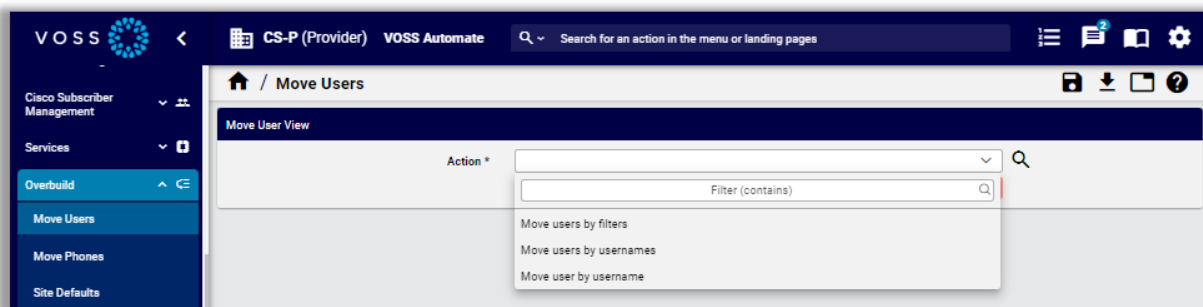 VOSS
CS-P (Provider) VOSS Automate
Search for an action in the menu or landing pages
2
/ Move Users
Cisco Subscriber
Management
Services
Overbuild
Move Users
Move Phones
Site Defaults
Move User View
Action *
Filter (contains)
Move users by filters
Move users by usernames
Move user by username